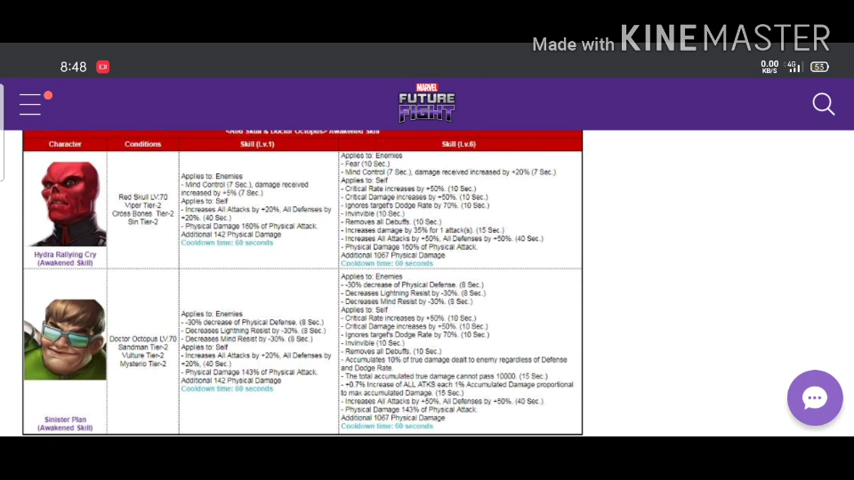 Made with KINEMASTER
8:48
0.00
KB/S
4G
53
MARVEL
FUTURE
FIGHT
<Red Skull & Doctor Octopus> Awakened Skill
Character Conditions Skill (Lv.1) Skill (Lv.6)
Red Skull LV.70
Viper Tier-2
Cross Bones Tier-2
Sin Tier-2
Hydra Rallying Cry
(Awakened Skill)
Applies to: Enemies
- Mind Control (7 Sec.), damage received
increased by +5% (7 Sec.)
Applies to: Self
- Increases All Attacks by +20%, All Defenses by
+20%. (40 Sec.)
- Physical Damage 160% of Physical Attack.
Additional 142 Physical Damage
Cooldown time: 60 seconds
Applies to: Enemies
- Fear (10 Sec.)
- Mind Control (7 Sec.), damage received increased by +20% (7 Sec.)
Applies to: Self
- Critical Rate increases by +50%. (10 Sec.)
- Critical Damage increases by +50%. (10 Sec.)
- Ignores target's Dodge Rate by 70%. (10 Sec.)
- Invincible (10 Sec.)
- Removes all Debuffs. (10 Sec.)
- Increases damage by 35% for 1 attack(s). (15 Sec.)
- Increases All Attacks by +50%, All Defenses by +50%. (40 Sec.)
- Physical Damage 160% of Physical Attack.
Additional 1067 Physical Damage
Cooldown time: 60 seconds
Doctor Octopus LV.70
Sandman Tier-2
Vulture Tier-2
Mysterio Tier-2
Sinister Plan
(Awakened Skill)
Applies to: Enemies
- -30% decrease of Physical Defense. (8 Sec.)
- Decreases Lightning Resist by -30%. (8 Sec.)
- Decreases Mind Resist by -30%. (8 Sec.)
Applies to: Self
- Increases All Attacks by +20%, All Defenses by
+20%. (40 Sec.)
- Physical Damage 143% of Physical Attack.
Additional 142 Physical Damage
Cooldown time: 60 seconds
Applies to: Enemies
- -30% decrease of Physical Defense. (8 Sec.)
- Decreases Lightning Resist by -30%. (8 Sec.)
- Decreases Mind Resist by -30%. (8 Sec.)
Applies to: Self
- Critical Rate increases by +50%. (10 Sec.)
- Critical Damage increases by +50%. (10 Sec.)
- Ignores target's Dodge Rate by 70%. (10 Sec.)
- Invincible (10 Sec.)
- Removes all Debuffs. (10 Sec.)
- Accumulates 10% of true damage dealt to enemy regardless of Defense
and Dodge Rate.
- The total accumulated true damage cannot pass 10000. (15 Sec.)
- +0.7% Increase of ALL ATKS each 1% Accumulated Damage proportional
to max accumulated Damage. (15 Sec.)
- Increases All Attacks by +50%, All Defenses by +50%. (40 Sec.)
- Physical Damage 143% of Physical Attack.
Additional 1067 Physical Damage
Cooldown time: 60 seconds